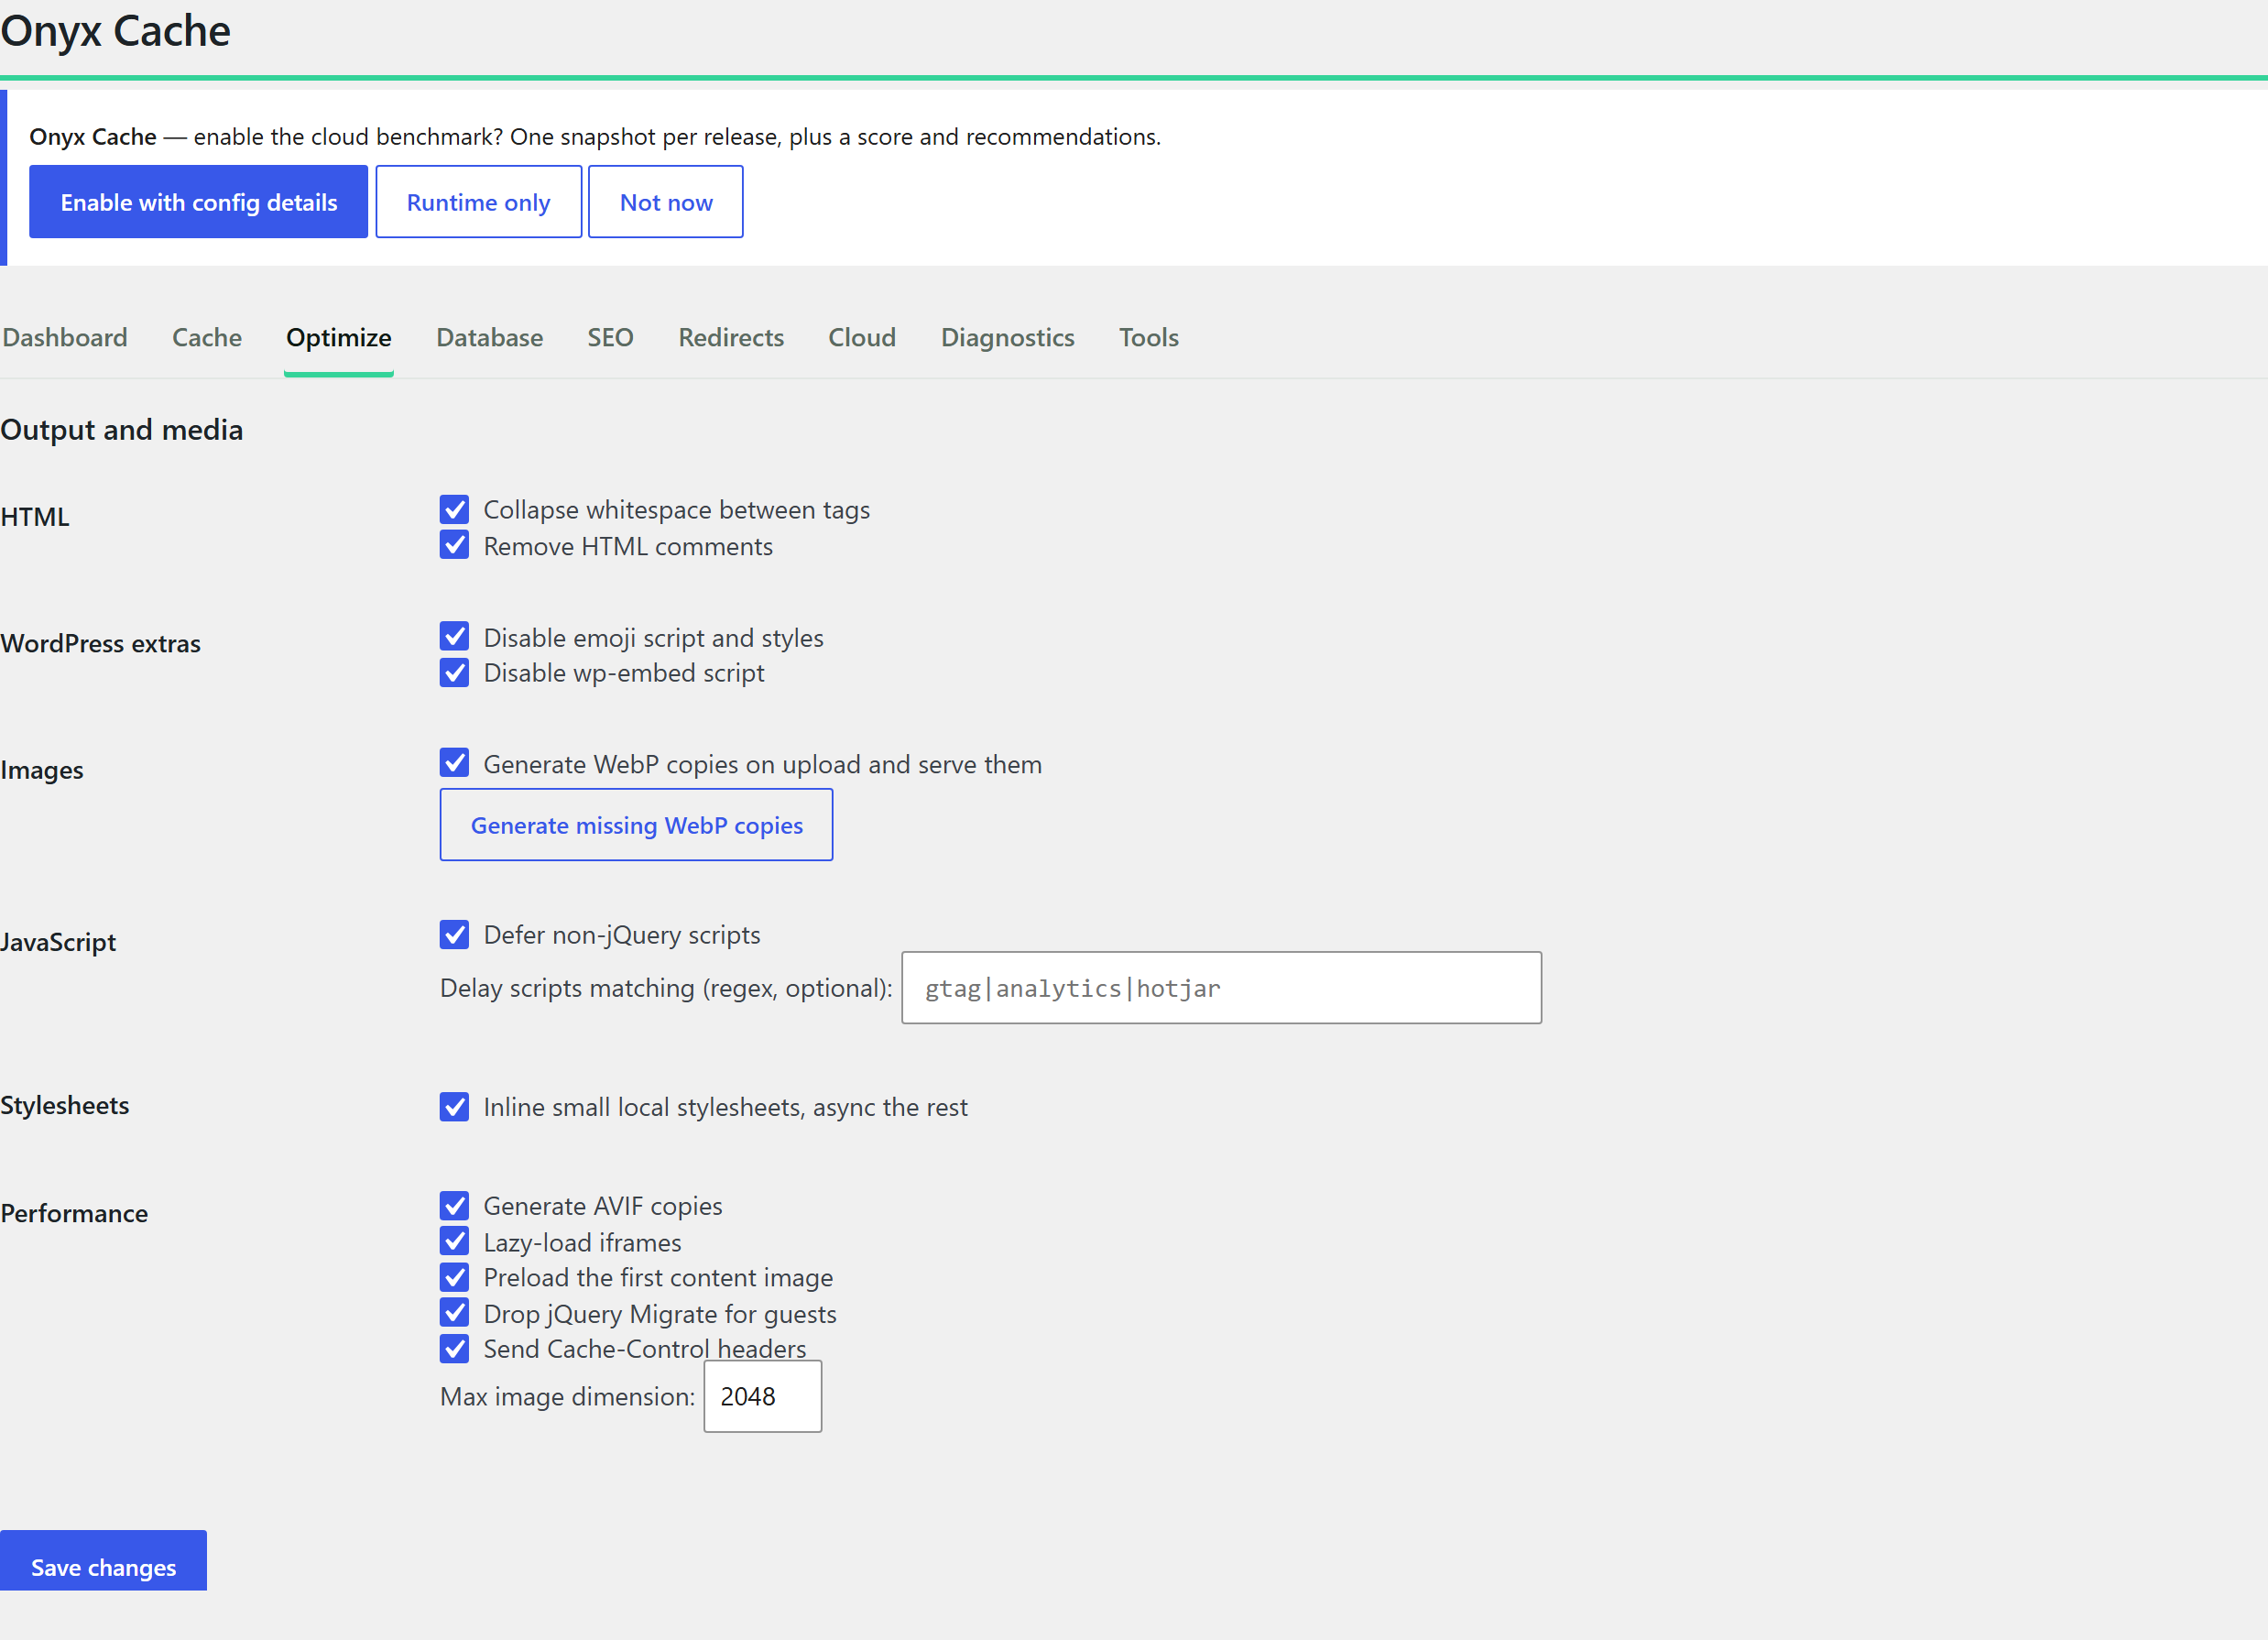 Onyx Cache
Onyx Cache — enable the cloud benchmark? One snapshot per release, plus a score and recommendations.
Enable with config details Runtime only Not now
Dashboard Cache Optimize Database SEO Redirects Cloud Diagnostics Tools
Output and media
HTML Collapse whitespace between tags
Remove HTML comments
WordPress extras Disable emoji script and styles
Disable wp-embed script
Images Generate WebP copies on upload and serve them
Generate missing WebP copies
JavaScript Defer non-jQuery scripts
Delay scripts matching (regex, optional): gtag|analytics|hotjar
Stylesheets Inline small local stylesheets, async the rest
Performance Generate AVIF copies
Lazy-load iframes
Preload the first content image
Drop jQuery Migrate for guests
Send Cache-Control headers
Max image dimension: 2048
Save changes